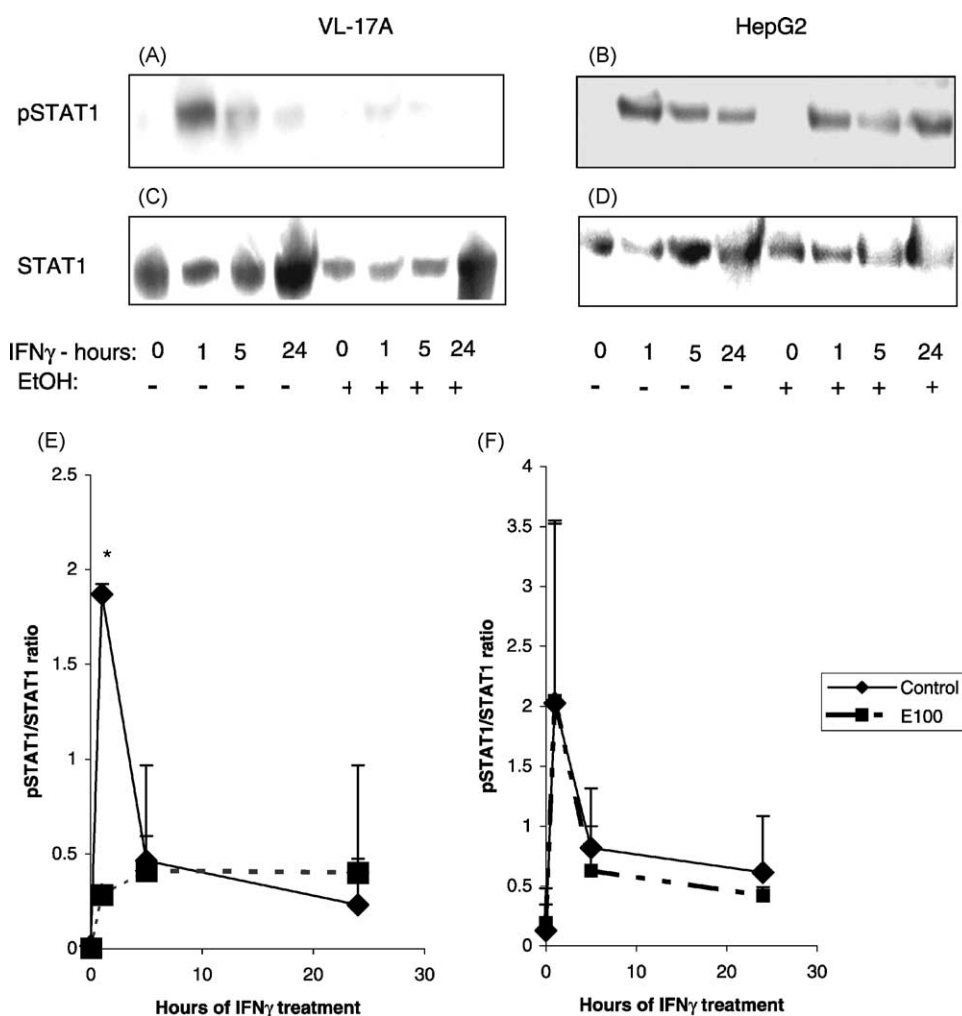 VL-17A HepG2
(A) (B)
pSTAT1
(C) (D)
STAT1
IFNγ - hours: 0 1 5 24 0 1 5 24 0 1 5 24 0 1 5 24
EtOH: - - - - + + + + - - - - + + + +
(E)
2.5
2
1.5
1
0.5
0
pSTAT1/STAT1 ratio
*
0 10 20 30
Hours of IFNγ treatment
(F)
4
3.5
3
2.5
2
1.5
1
0.5
0
pSTAT1/STAT1 ratio
0 10 20 30
Hours of IFNγ treatment
Control
E100